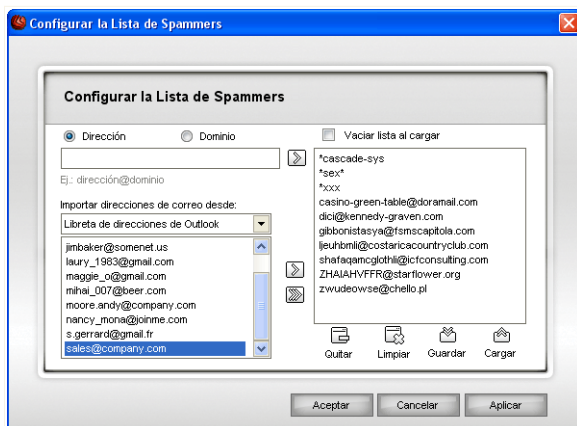 Configurar la Lista de Spammers
Configurar la Lista de Spammers
Dirección
Dominio
Ej.: dirección@dominio
Importar direcciones de correo desde:
Libreta de direcciones de Outlook
jimbaker@somenet.us
laury_1983@gmail.com
maggie_o@gmail.com
mihai_007@beer.com
moore.andy@company.com
nancy_mona@joinme.com
s.gerrard@gmail.fr
sales@company.com
Vaciar lista al cargar
*cascade-sys
*sex*
*xxx
casino-green-table@doramail.com
dici@kennedy-graven.com
gibbonistasya@fsmscapitola.com
ljeuhbmli@costaricacountryclub.com
shafaqamcglothli@icfconsulting.com
ZHAIAHVFFR@starflower.org
zwudeowse@chello.pl
Quitar
Limpiar
Guardar
Cargar
Aceptar
Cancelar
Aplicar